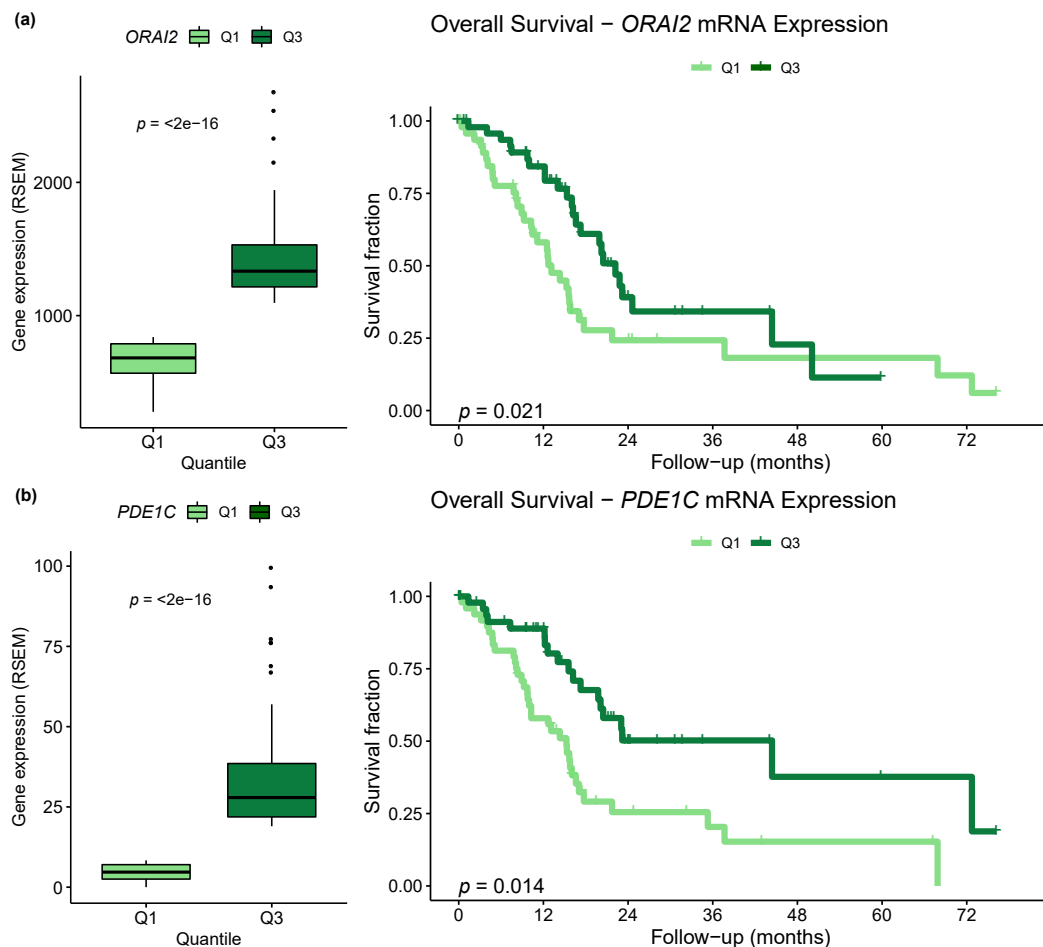 (a)
ORAI2 Q1 Q3
Gene expression (RSEM)
2000
1000
p = <2e−16
Q1 Q3
Quantile
Overall Survival − ORAI2 mRNA Expression
Q1 Q3
Survival fraction
1.00
0.75
0.50
0.25
0.00
p = 0.021
0 12 24 36 48 60 72
Follow−up (months)
(b)
PDE1C Q1 Q3
Gene expression (RSEM)
100
75
50
25
0
p = <2e−16
Q1 Q3
Quantile
Overall Survival − PDE1C mRNA Expression
Q1 Q3
Survival fraction
1.00
0.75
0.50
0.25
0.00
p = 0.014
0 12 24 36 48 60 72
Follow−up (months)